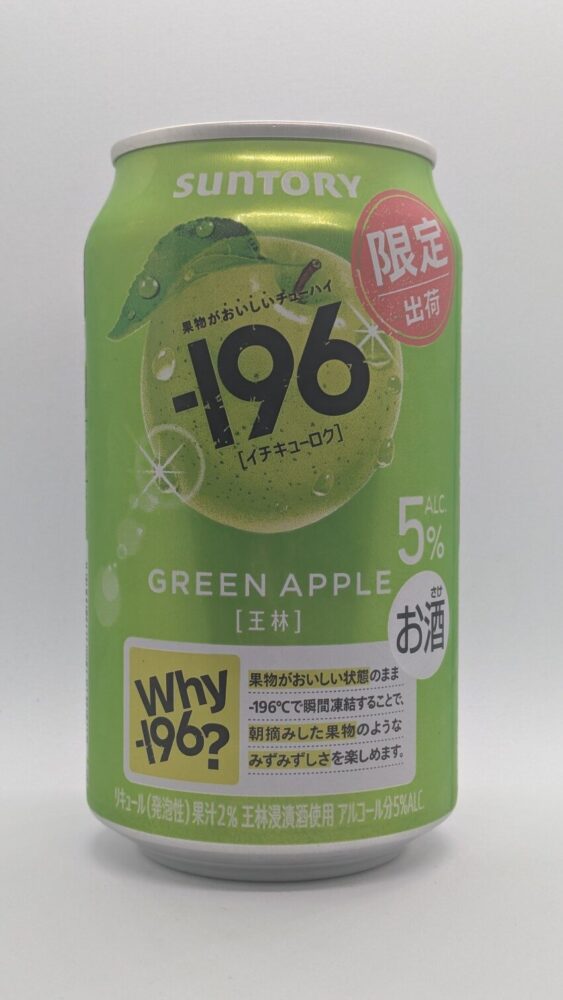 SUNTORY
限定
出荷
果物がおいしいチューハイ
-196
[イチキューロク]
ALC.
5%
GREEN APPLE
[王林]
さけ
お酒
Why
-196?
果物がおいしい状態のまま
-196℃で瞬間凍結することで、
朝摘みした果物のような
みずみずしさを楽しめます。
リキュール(発泡性) 果汁2% 王林浸漬酒使用 アルコール分5%ALC.